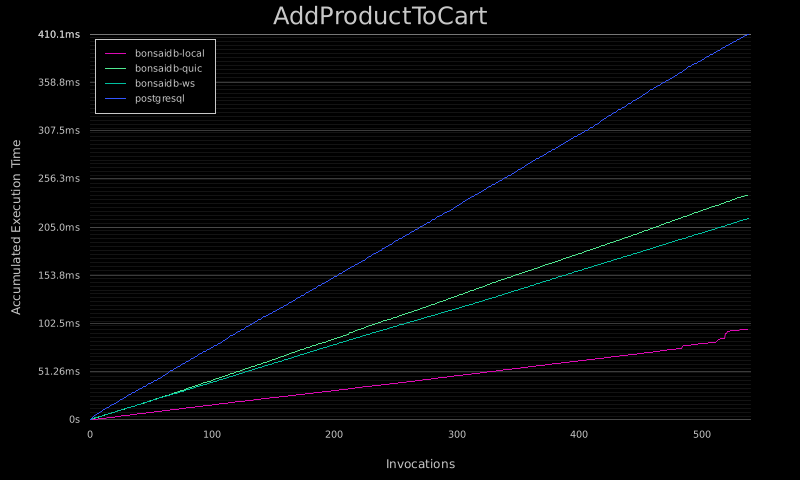 AddProductToCart
410.1ms
bonsaidb-local
bonsaidb-quic
358.8ms
bonsaidb-ws
postgresql
307.5ms
256.3ms
Accumulated Execution Time
205.0ms
153.8ms
102.5ms
51.26ms
0s
0 100 200 300 400 500
Invocations